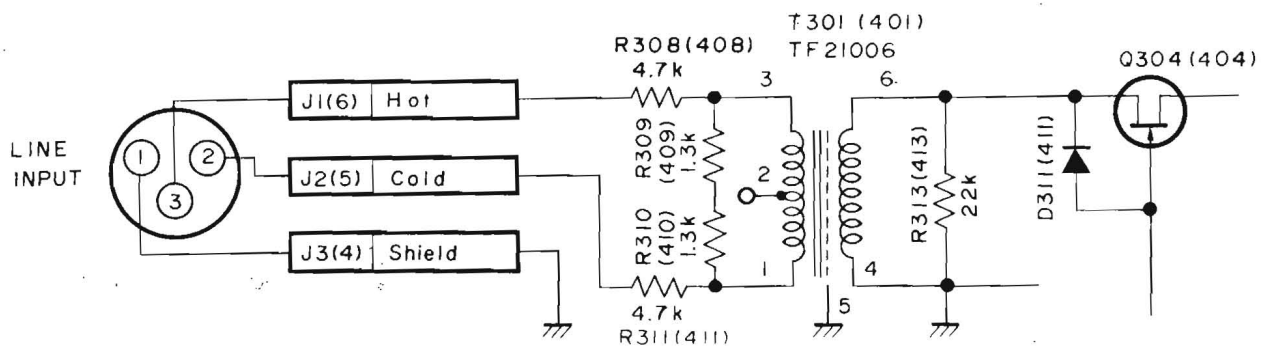 LINE
INPUT
1
2
3
J1(6) Hot
J2(5) Cold
J3(4) Shield
R308(408)
4.7k
R309
(409)
1.3k
R310
(410)
1.3k
4.7k
R311(411)
T301 (401)
TF21006
3
2
1
6
4
5
R313(413)
22k
D311(411)
Q304(404)